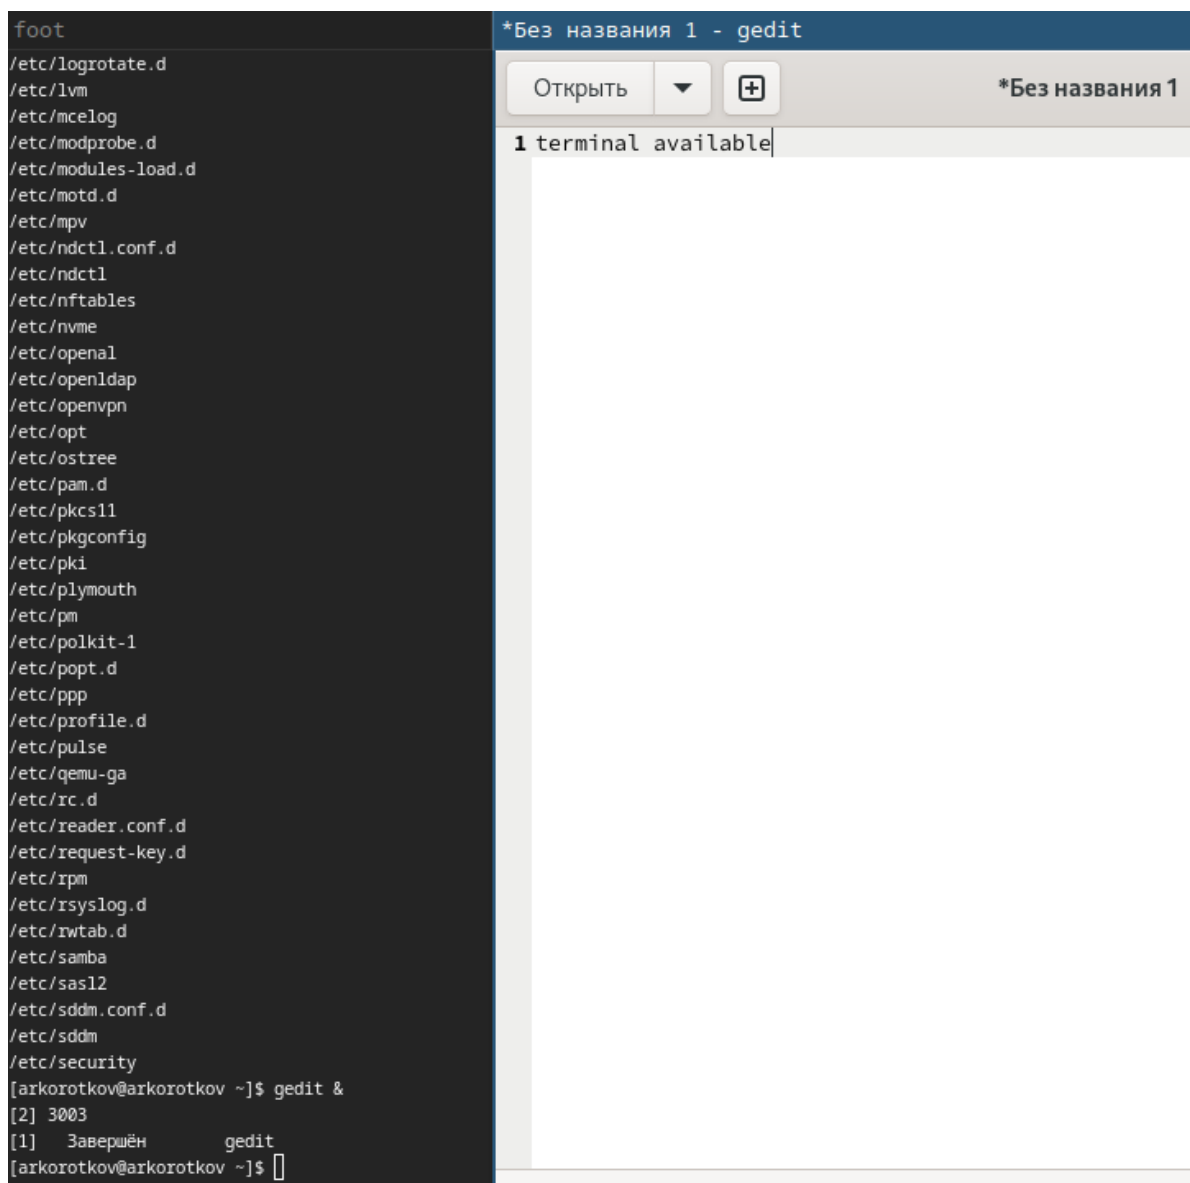 foot
/etc/logrotate.d
/etc/lvm
/etc/mcelog
/etc/modprobe.d
/etc/modules-load.d
/etc/motd.d
/etc/mpv
/etc/ndctl.conf.d
/etc/ndctl
/etc/nftables
/etc/nvme
/etc/openal
/etc/openldap
/etc/openvpn
/etc/opt
/etc/ostree
/etc/pam.d
/etc/pkcs11
/etc/pkgconfig
/etc/pki
/etc/plymouth
/etc/pm
/etc/polkit-1
/etc/popt.d
/etc/ppp
/etc/profile.d
/etc/pulse
/etc/qemu-ga
/etc/rc.d
/etc/reader.conf.d
/etc/request-key.d
/etc/rpm
/etc/rsyslog.d
/etc/rwtab.d
/etc/samba
/etc/sasl2
/etc/sddm.conf.d
/etc/sddm
/etc/security
[arkorotkov@arkorotkov ~]$ gedit &
[2] 3003
[1]   Завершён        gedit
[arkorotkov@arkorotkov ~]$
*Без названия 1 - gedit
Открыть
*Без названия 1
1 terminal available